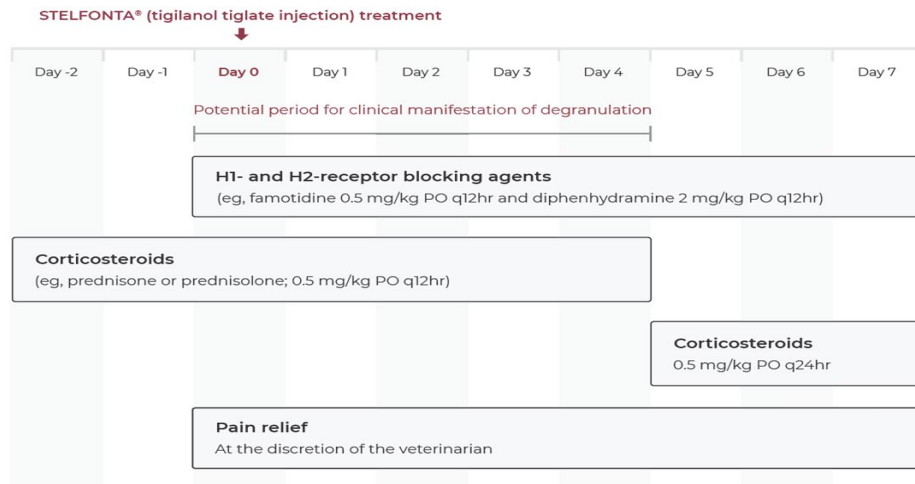 STELFONTA® (tigilanol tiglate injection) treatment
Day -2 Day -1 Day 0 Day 1 Day 2 Day 3 Day 4 Day 5 Day 6 Day 7
Potential period for clinical manifestation of degranulation
H1- and H2-receptor blocking agents
(eg, famotidine 0.5 mg/kg PO q12hr and diphenhydramine 2 mg/kg PO q12hr)
Corticosteroids
(eg, prednisone or prednisolone; 0.5 mg/kg PO q12hr)
Corticosteroids
0.5 mg/kg PO q24hr
Pain relief
At the discretion of the veterinarian